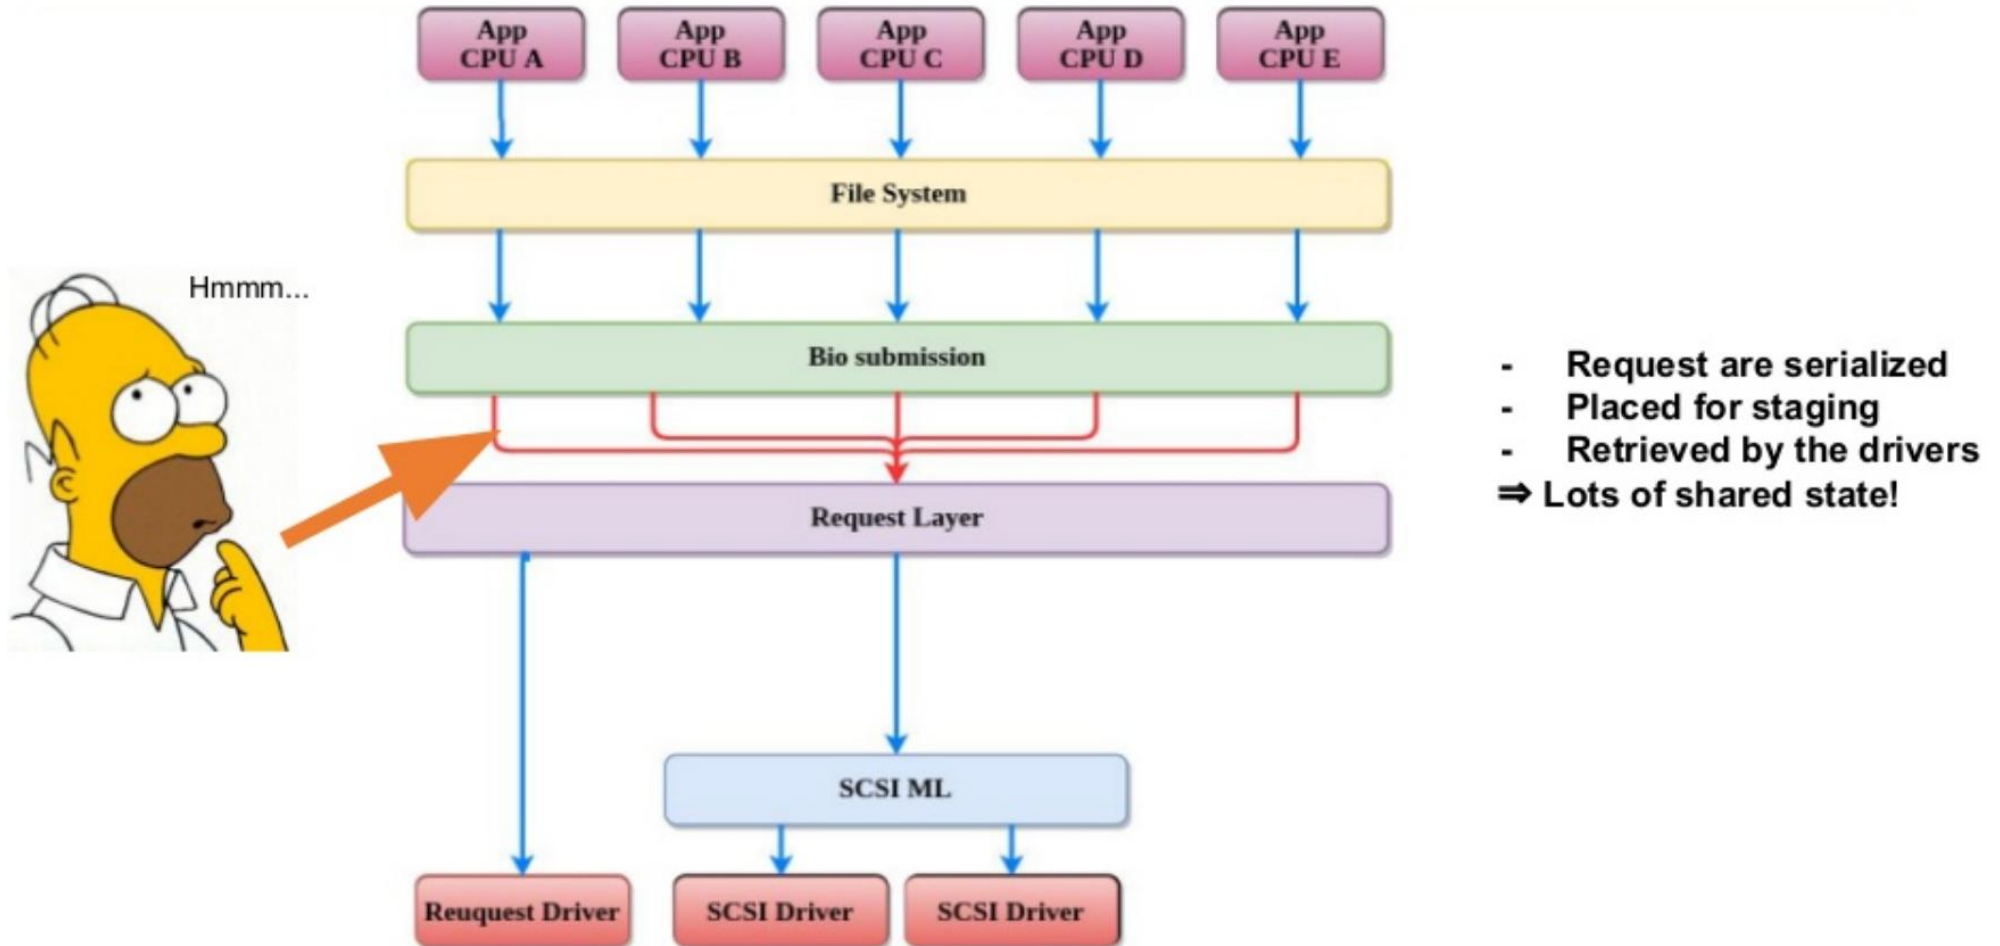 App
CPU A
App
CPU B
App
CPU C
App
CPU D
App
CPU E
File System
Hmmm...
Bio submission
- Request are serialized
- Placed for staging
- Retrieved by the drivers
⇒ Lots of shared state!
Request Layer
SCSI ML
Reuquest Driver
SCSI Driver
SCSI Driver